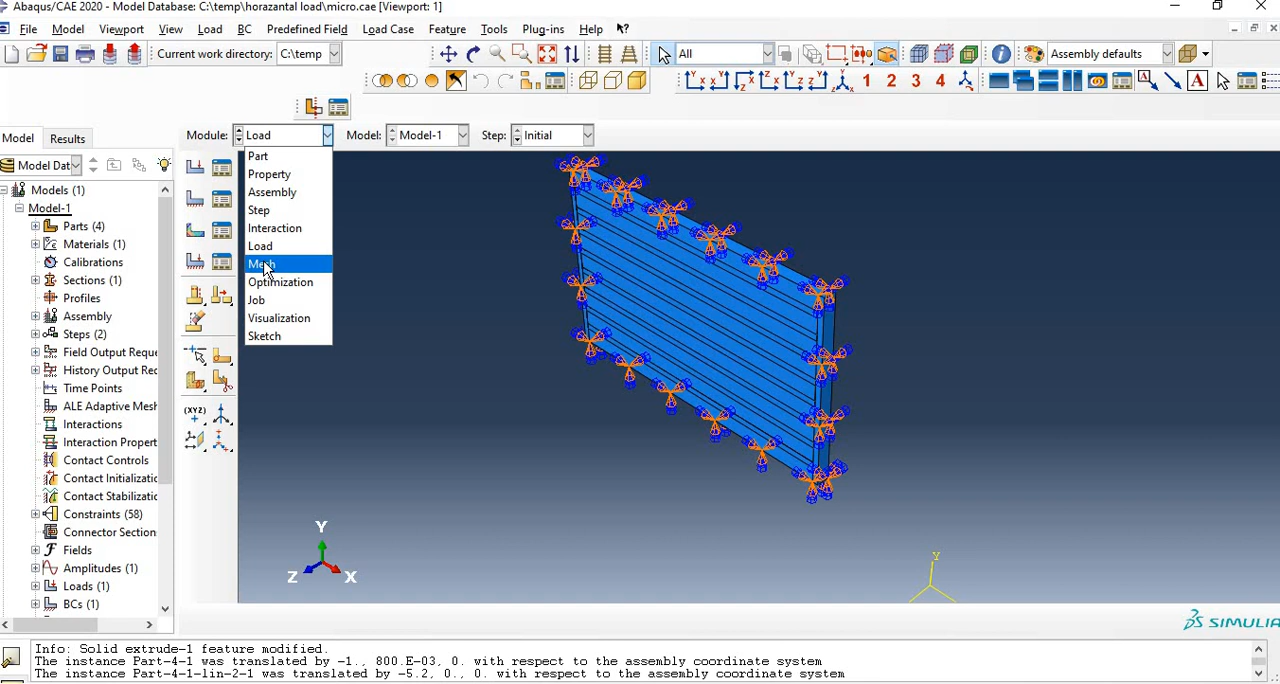 Abaqus/CAE 2020 - Model Database: C:\temp\horazantal load\micro.cae [Viewport: 1]
File Model Viewport View Load BC Predefined Field Load Case Feature Tools Plug-ins Help
Current work directory: C:\temp All Assembly defaults
1 2 3 4 A
Module: Load Model: Model-1 Step: Initial
Model Results
Model Dat
Models (1)
Model-1
Parts (4)
Materials (1)
Calibrations
Sections (1)
Profiles
Assembly
Steps (2)
Field Output Reque
History Output Rec
Time Points
ALE Adaptive Mesh
Interactions
Interaction Propert
Contact Controls
Contact Initializatic
Contact Stabilizatic
Constraints (58)
Connector Section
Fields
Amplitudes (1)
Loads (1)
BCs (1)
Part
Property
Assembly
Step
Interaction
Load
Optimization
Job
Visualization
Sketch
(XYZ)
Y
Z X
Y
SIMULIA
Info: Solid extrude-1 feature modified.
The instance Part-4-1 was translated by -1., 800.E-03, 0. with respect to the assembly coordinate system
The instance Part-4-1-lin-2-1 was translated by -5.2, 0., 0. with respect to the assembly coordinate system